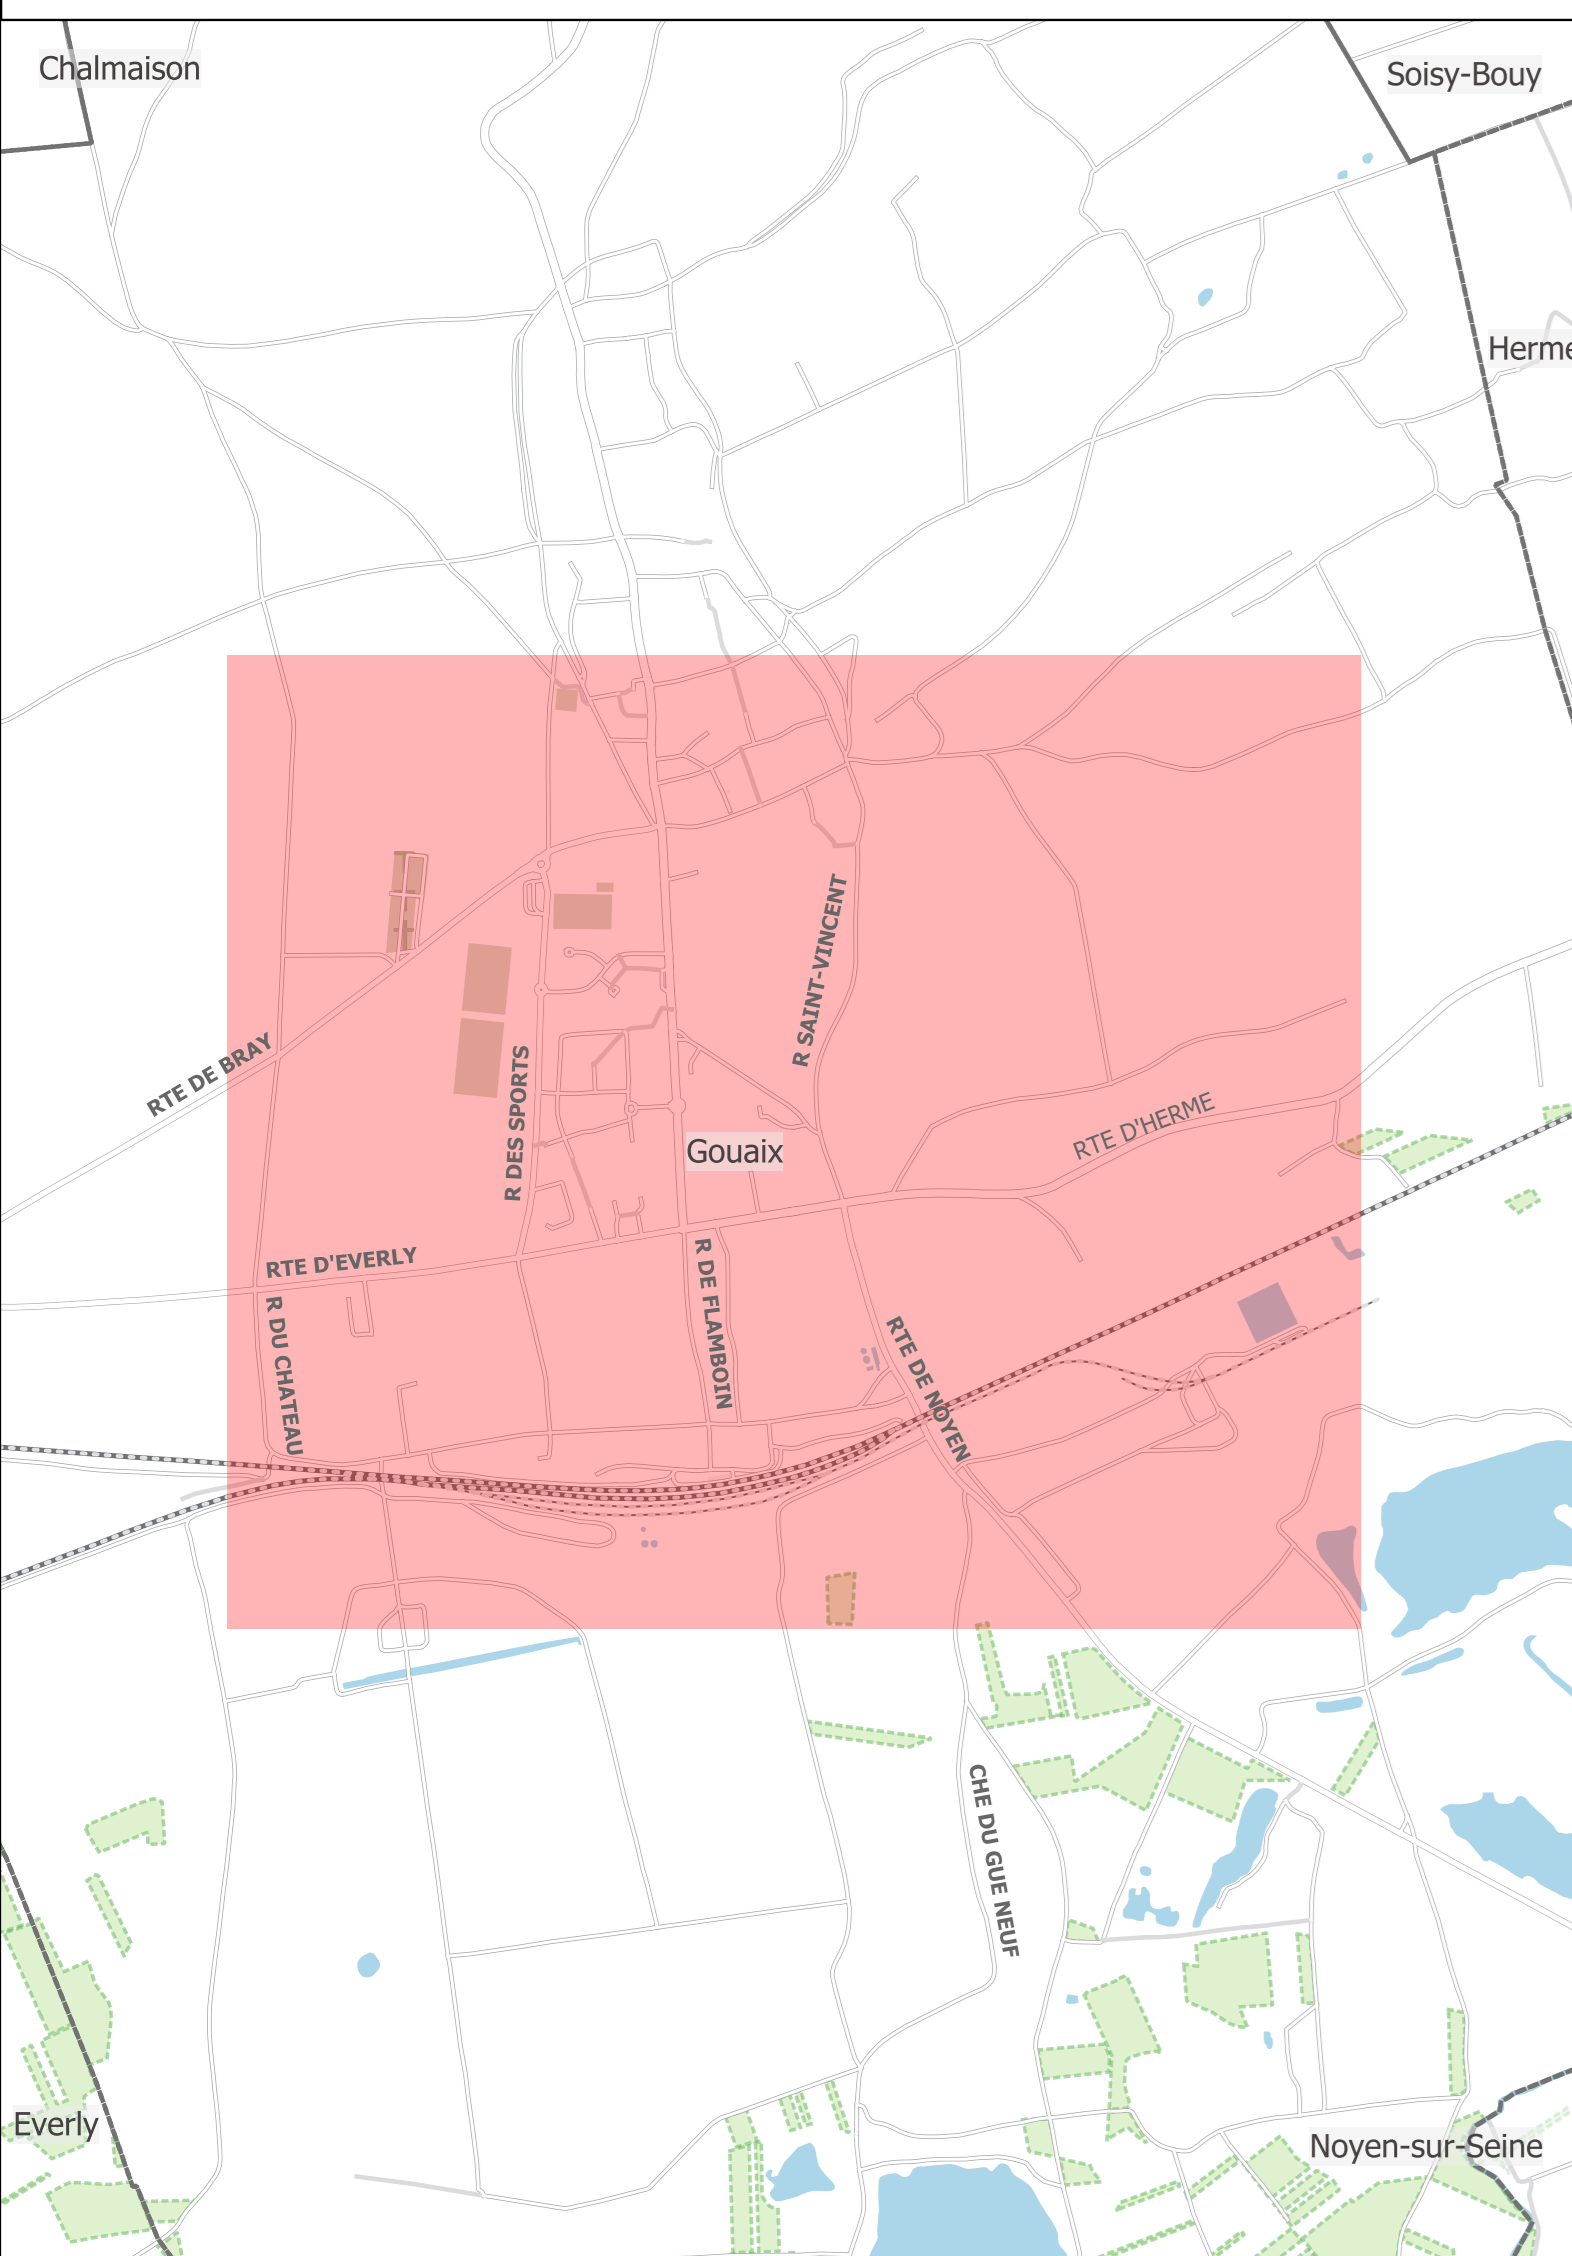 Chalmaison
Soisy-Bouy
Herme
R SAINT-VINCENT
RTE DE BRAY
R DES SPORTS
RTE D'HERME
Gouaix
RTE D'EVERLY
R DE FLAMBOIN
R DU CHATEAU
RTE DE NOYEN
CHE DU GUE NEUF
Everly
Noyen-sur-Seine